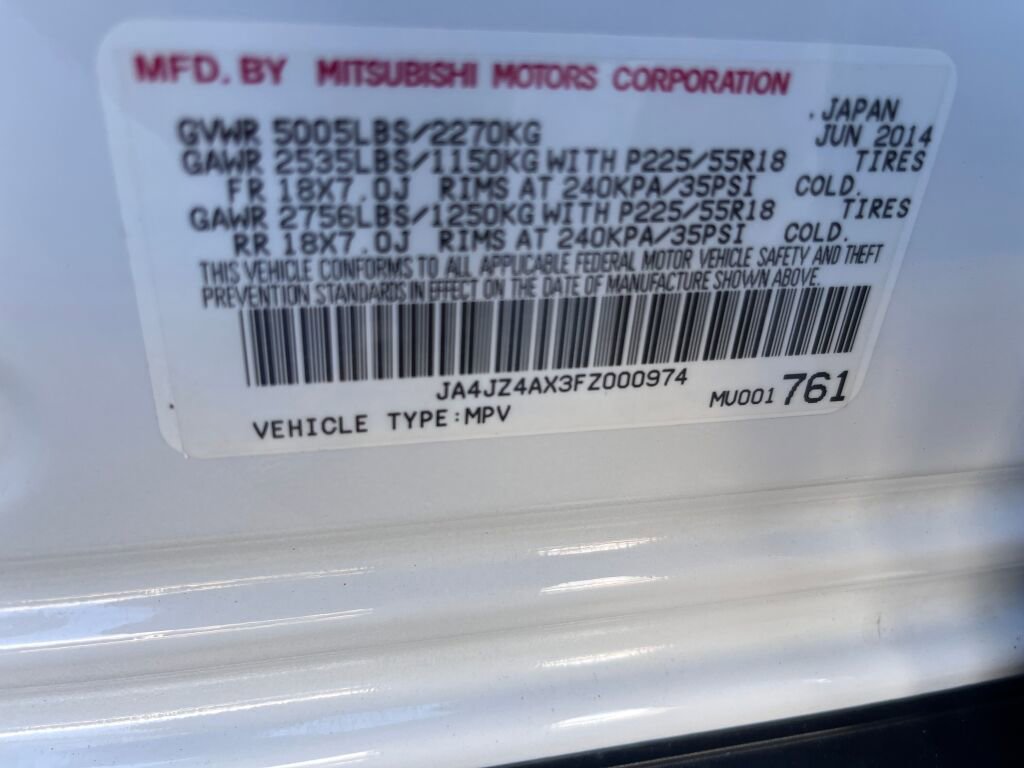 MFD. BY MITSUBISHI MOTORS CORPORATION
.JAPAN
GVWR 5005LBS/2270KG JUN 2014
GAWR 2535LBS/1150KG WITH P225/55R18 TIRES
FR 18X7.0J RIMS AT 240KPA/35PSI COLD.
GAWR 2756LBS/1250KG WITH P225/55R18 TIRES
RR 18X7.0J RIMS AT 240KPA/35PSI COLD.
THIS VEHICLE CONFORMS TO ALL APPLICABLE FEDERAL MOTOR VEHICLE SAFETY AND THEFT
PREVENTION STANDARDS IN EFFECT ON THE DATE OF MANUFACTURE SHOWN ABOVE.
JA4JZ4AX3FZ000974
VEHICLE TYPE:MPV MU001 761